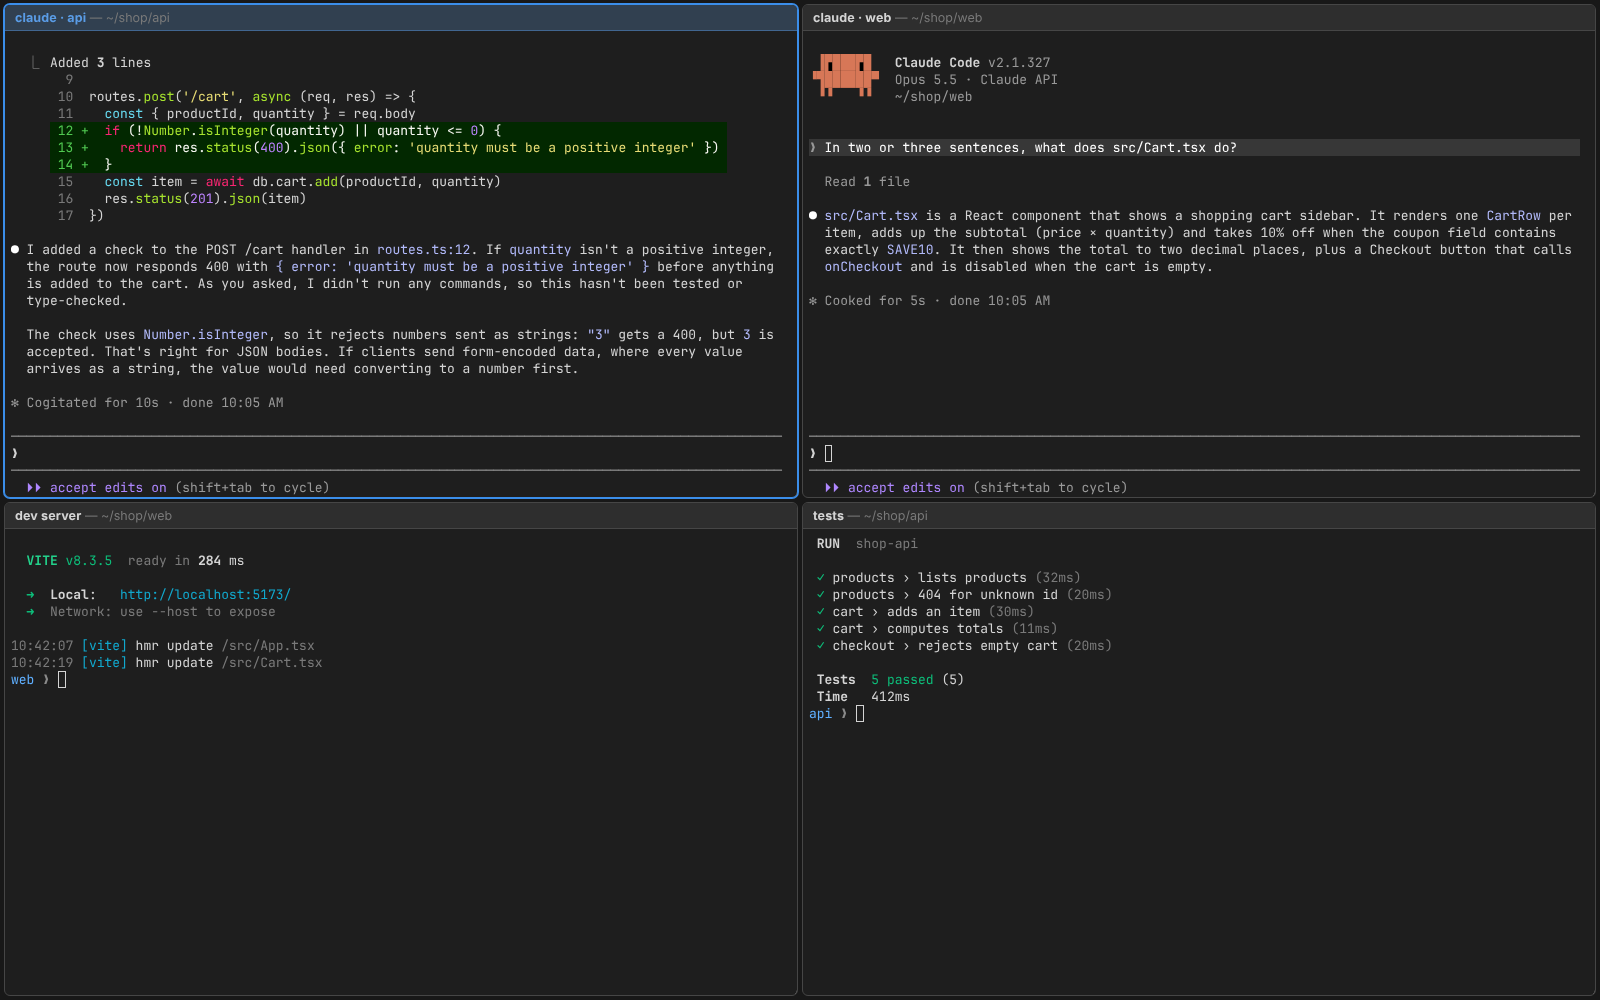 claude · api — ~/shop/api
⎿ Added 3 lines
9
10 routes.post('/cart', async (req, res) => {
11 const { productId, quantity } = req.body
12 + if (!Number.isInteger(quantity) || quantity <= 0) {
13 + return res.status(400).json({ error: 'quantity must be a positive integer' })
14 + }
15 const item = await db.cart.add(productId, quantity)
16 res.status(201).json(item)
17 })
● I added a check to the POST /cart handler in routes.ts:12. If quantity isn't a positive integer,
the route now responds 400 with { error: 'quantity must be a positive integer' } before anything
is added to the cart. As you asked, I didn't run any commands, so this hasn't been tested or
type-checked.
The check uses Number.isInteger, so it rejects numbers sent as strings: "3" gets a 400, but 3 is
accepted. That's right for JSON bodies. If clients send form-encoded data, where every value
arrives as a string, the value would need converting to a number first.
✻ Cogitated for 10s · done 10:05 AM
❯
⏵⏵ accept edits on (shift+tab to cycle)
claude · web — ~/shop/web
Claude Code v2.1.327
Opus 5.5 · Claude API
~/shop/web
❯ In two or three sentences, what does src/Cart.tsx do?
Read 1 file
● src/Cart.tsx is a React component that shows a shopping cart sidebar. It renders one CartRow per
item, adds up the subtotal (price × quantity) and takes 10% off when the coupon field contains
exactly SAVE10. It then shows the total to two decimal places, plus a Checkout button that calls
onCheckout and is disabled when the cart is empty.
✻ Cooked for 5s · done 10:05 AM
❯
⏵⏵ accept edits on (shift+tab to cycle)
dev server — ~/shop/web
VITE v8.3.5 ready in 284 ms
➜ Local: http://localhost:5173/
➜ Network: use --host to expose
10:42:07 [vite] hmr update /src/App.tsx
10:42:19 [vite] hmr update /src/Cart.tsx
web ❯
tests — ~/shop/api
RUN shop-api
✓ products › lists products (32ms)
✓ products › 404 for unknown id (20ms)
✓ cart › adds an item (30ms)
✓ cart › computes totals (11ms)
✓ checkout › rejects empty cart (20ms)
Tests 5 passed (5)
Time 412ms
api ❯